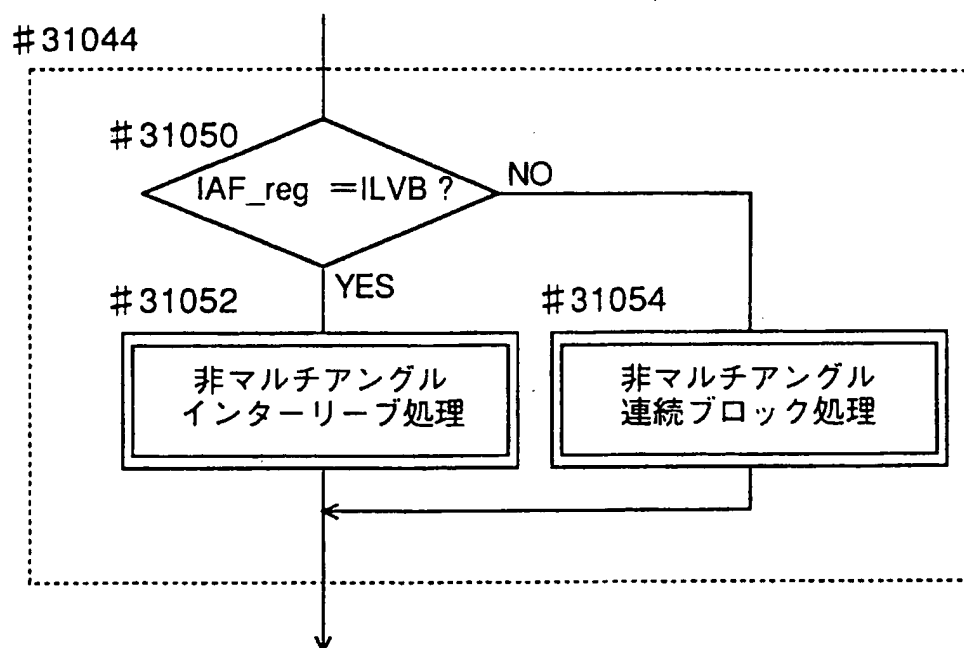 #31044
#31050
IAF_reg =ILVB ?
NO
YES
#31052
非マルチアングル
インターリーブ処理
#31054
非マルチアングル
連続ブロック処理